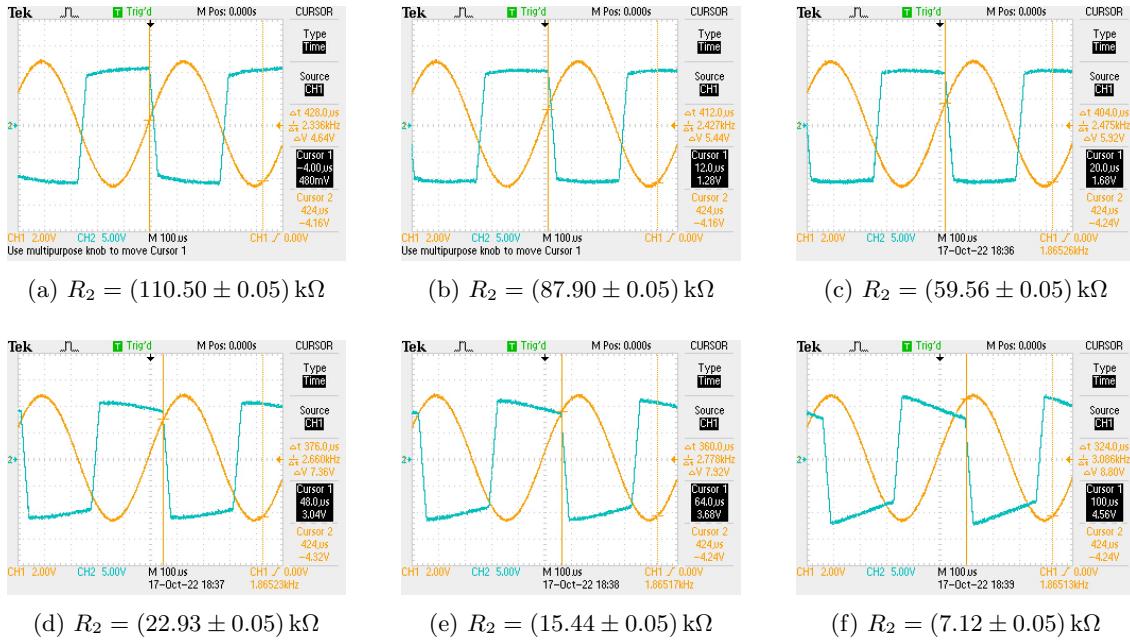 Tek Trig'd M Pos: 0.000s CURSOR
Type
Time
Source
CH1
Δt 428.0µs
1/Δt 2.336kHz
ΔV 4.64V
Cursor 1
-4.00µs
480mV
Cursor 2
424µs
-4.16V
2
CH1 2.00V CH2 5.00V M 100µs CH1 / 0.00V
Use multipurpose knob to move Cursor 1
(a) R₂ = (110.50 ± 0.05) kΩ
Tek Trig'd M Pos: 0.000s CURSOR
Type
Time
Source
CH1
Δt 412.0µs
1/Δt 2.427kHz
ΔV 5.44V
Cursor 1
12.0µs
1.28V
Cursor 2
424µs
-4.16V
2
CH1 2.00V CH2 5.00V M 100µs CH1 / 0.00V
Use multipurpose knob to move Cursor 1
(b) R₂ = (87.90 ± 0.05) kΩ
Tek Trig'd M Pos: 0.000s CURSOR
Type
Time
Source
CH1
Δt 404.0µs
1/Δt 2.475kHz
ΔV 5.92V
Cursor 1
20.0µs
1.68V
Cursor 2
424µs
-4.24V
2
CH1 2.00V CH2 5.00V M 100µs CH1 / 0.00V
17-Oct-22 18:36 1.86526kHz
(c) R₂ = (59.56 ± 0.05) kΩ
Tek Trig'd M Pos: 0.000s CURSOR
Type
Time
Source
CH1
Δt 376.0µs
1/Δt 2.660kHz
ΔV 7.36V
Cursor 1
48.0µs
3.04V
Cursor 2
424µs
-4.32V
2
CH1 2.00V CH2 5.00V M 100µs CH1 / 0.00V
17-Oct-22 18:37 1.86523kHz
(d) R₂ = (22.93 ± 0.05) kΩ
Tek Trig'd M Pos: 0.000s CURSOR
Type
Time
Source
CH1
Δt 360.0µs
1/Δt 2.778kHz
ΔV 7.92V
Cursor 1
64.0µs
3.68V
Cursor 2
424µs
-4.24V
2
CH1 2.00V CH2 5.00V M 100µs CH1 / 0.00V
17-Oct-22 18:38 1.86517kHz
(e) R₂ = (15.44 ± 0.05) kΩ
Tek Trig'd M Pos: 0.000s CURSOR
Type
Time
Source
CH1
Δt 324.0µs
1/Δt 3.086kHz
ΔV 8.80V
Cursor 1
100µs
4.56V
Cursor 2
424µs
-4.24V
2
CH1 2.00V CH2 5.00V M 100µs CH1 / 0.00V
17-Oct-22 18:39 1.86513kHz
(f) R₂ = (7.12 ± 0.05) kΩ